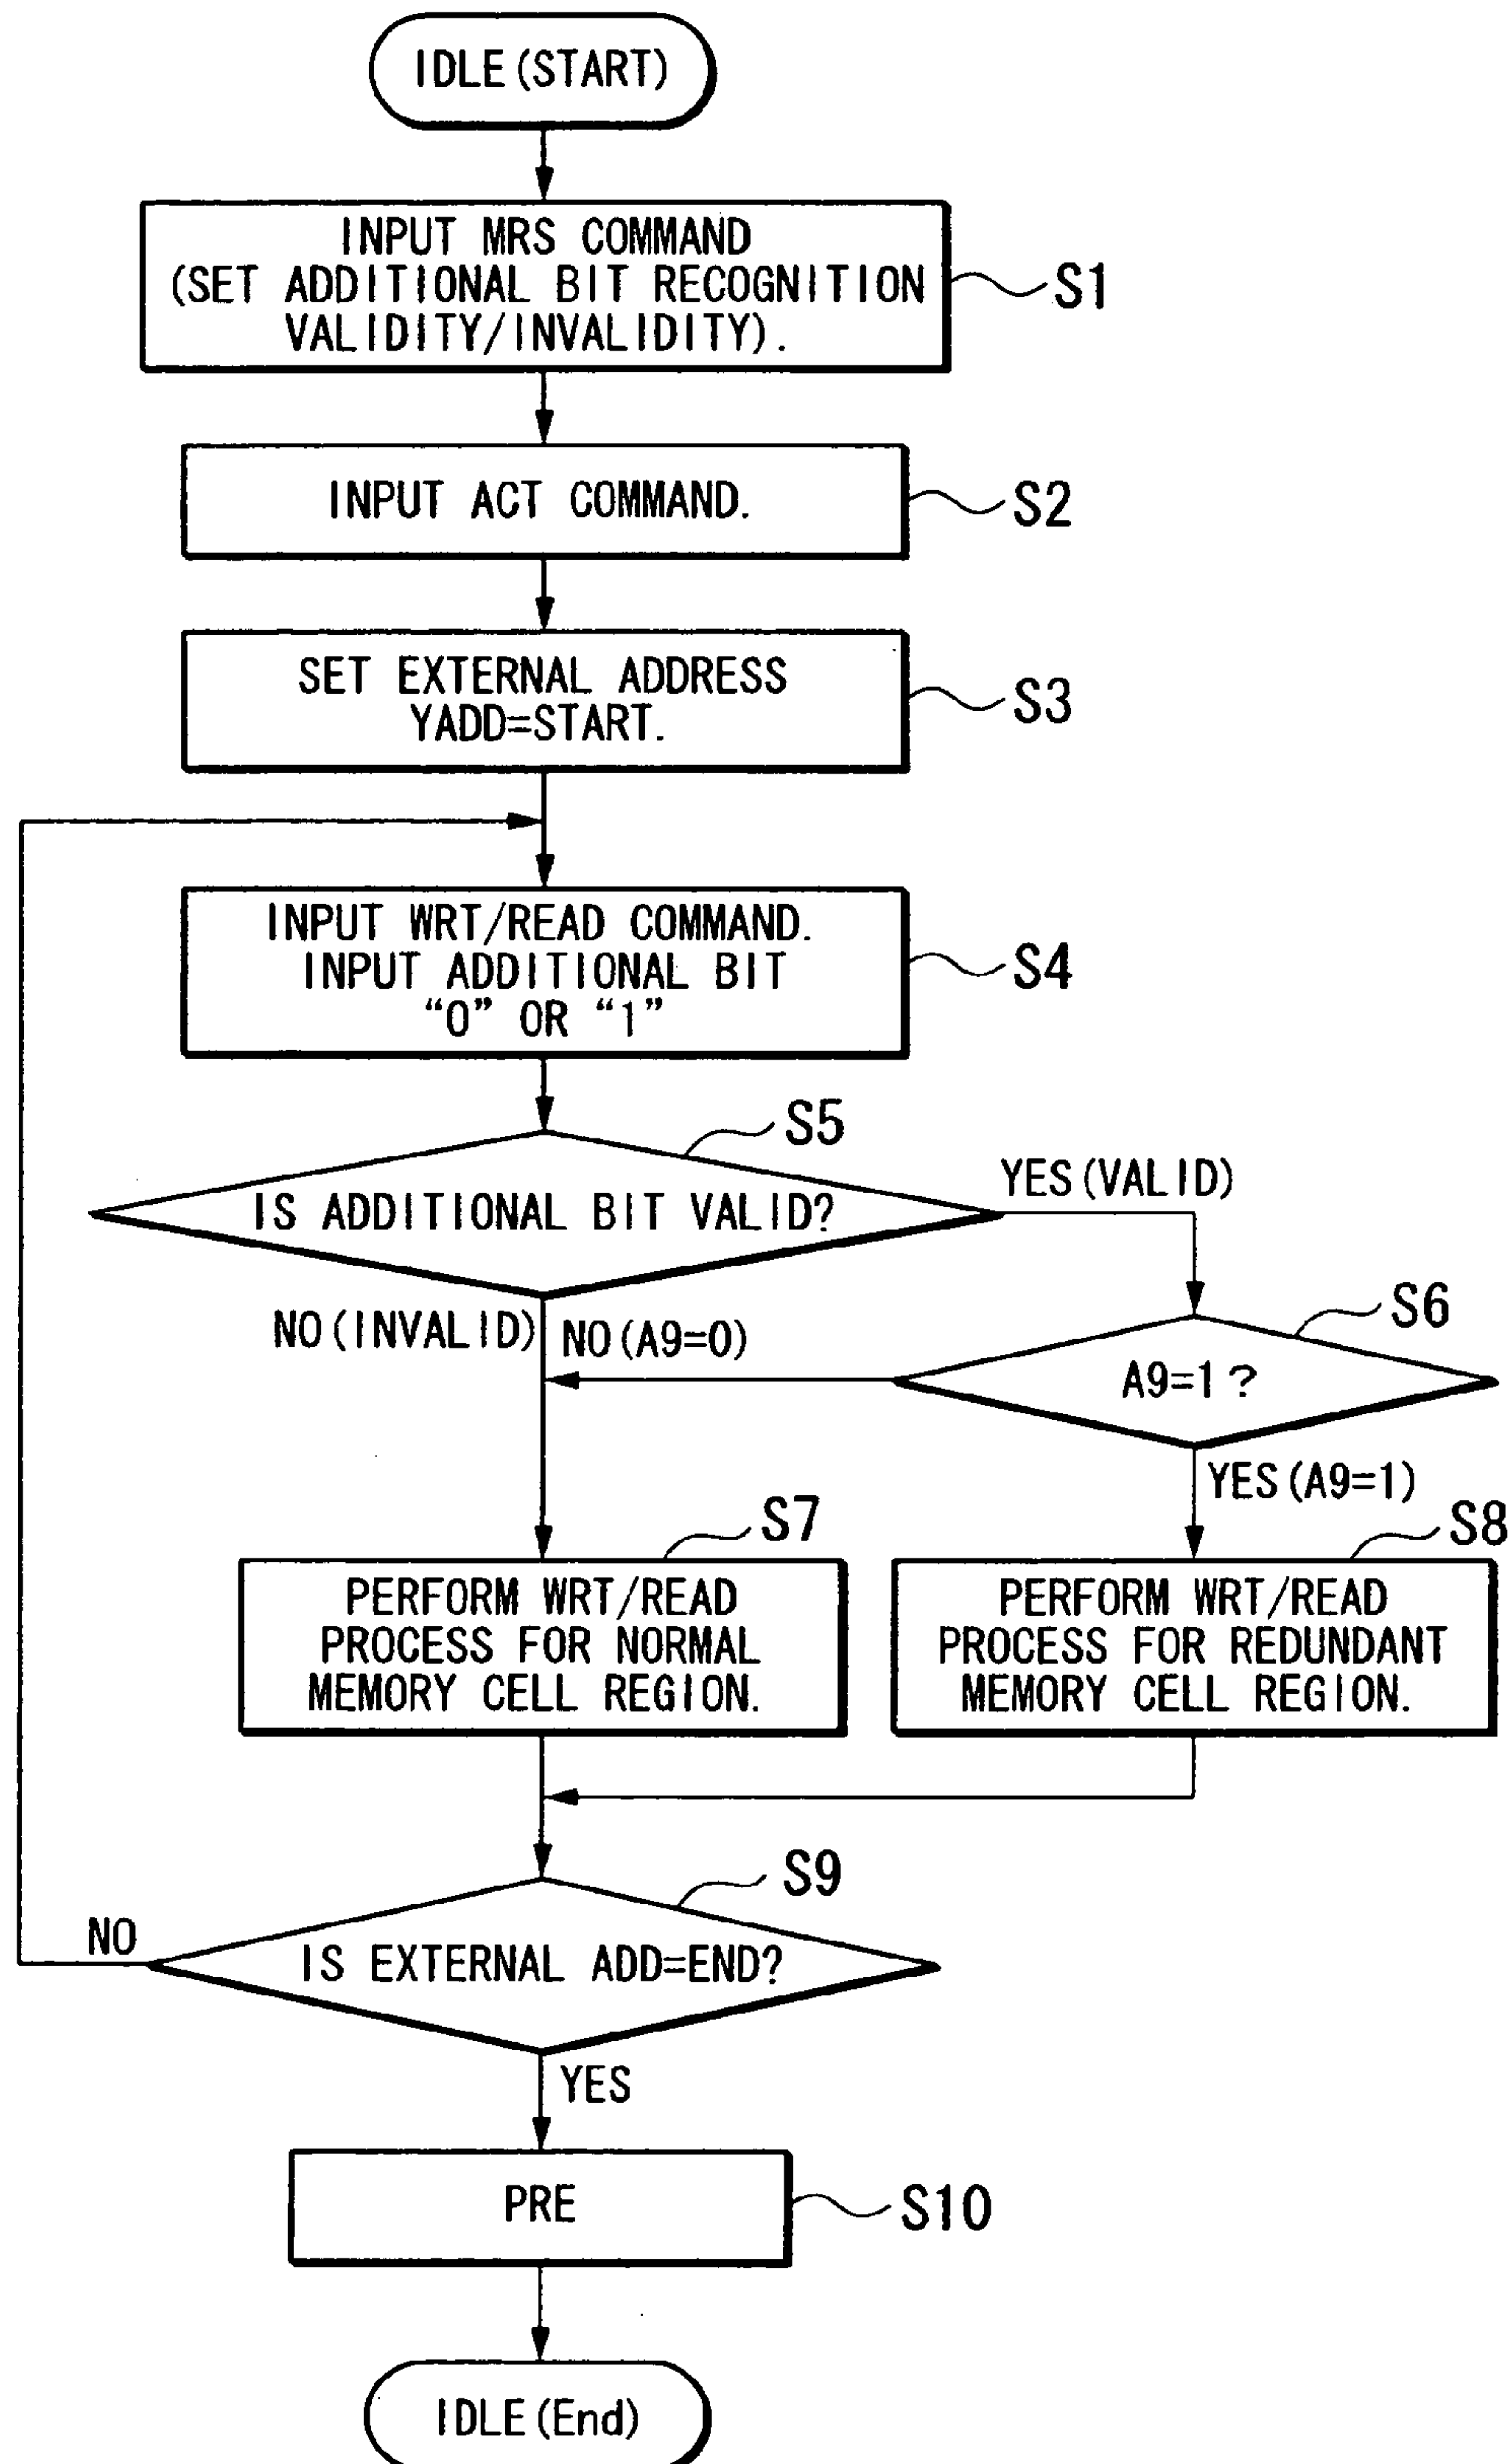 IDLE(START)
INPUT MRS COMMAND
(SET ADDITIONAL BIT RECOGNITION
VALIDITY/INVALIDITY).
S1
INPUT ACT COMMAND.
S2
SET EXTERNAL ADDRESS
YADD=START.
S3
INPUT WRT/READ COMMAND.
INPUT ADDITIONAL BIT
“0” OR “1”
S4
S5
IS ADDITIONAL BIT VALID?
YES(VALID)
NO(INVALID)
NO(A9=0)
S6
A9=1?
YES(A9=1)
S7
PERFORM WRT/READ
PROCESS FOR NORMAL
MEMORY CELL REGION.
S8
PERFORM WRT/READ
PROCESS FOR REDUNDANT
MEMORY CELL REGION.
S9
IS EXTERNAL ADD=END?
NO
YES
PRE
S10
IDLE(End)